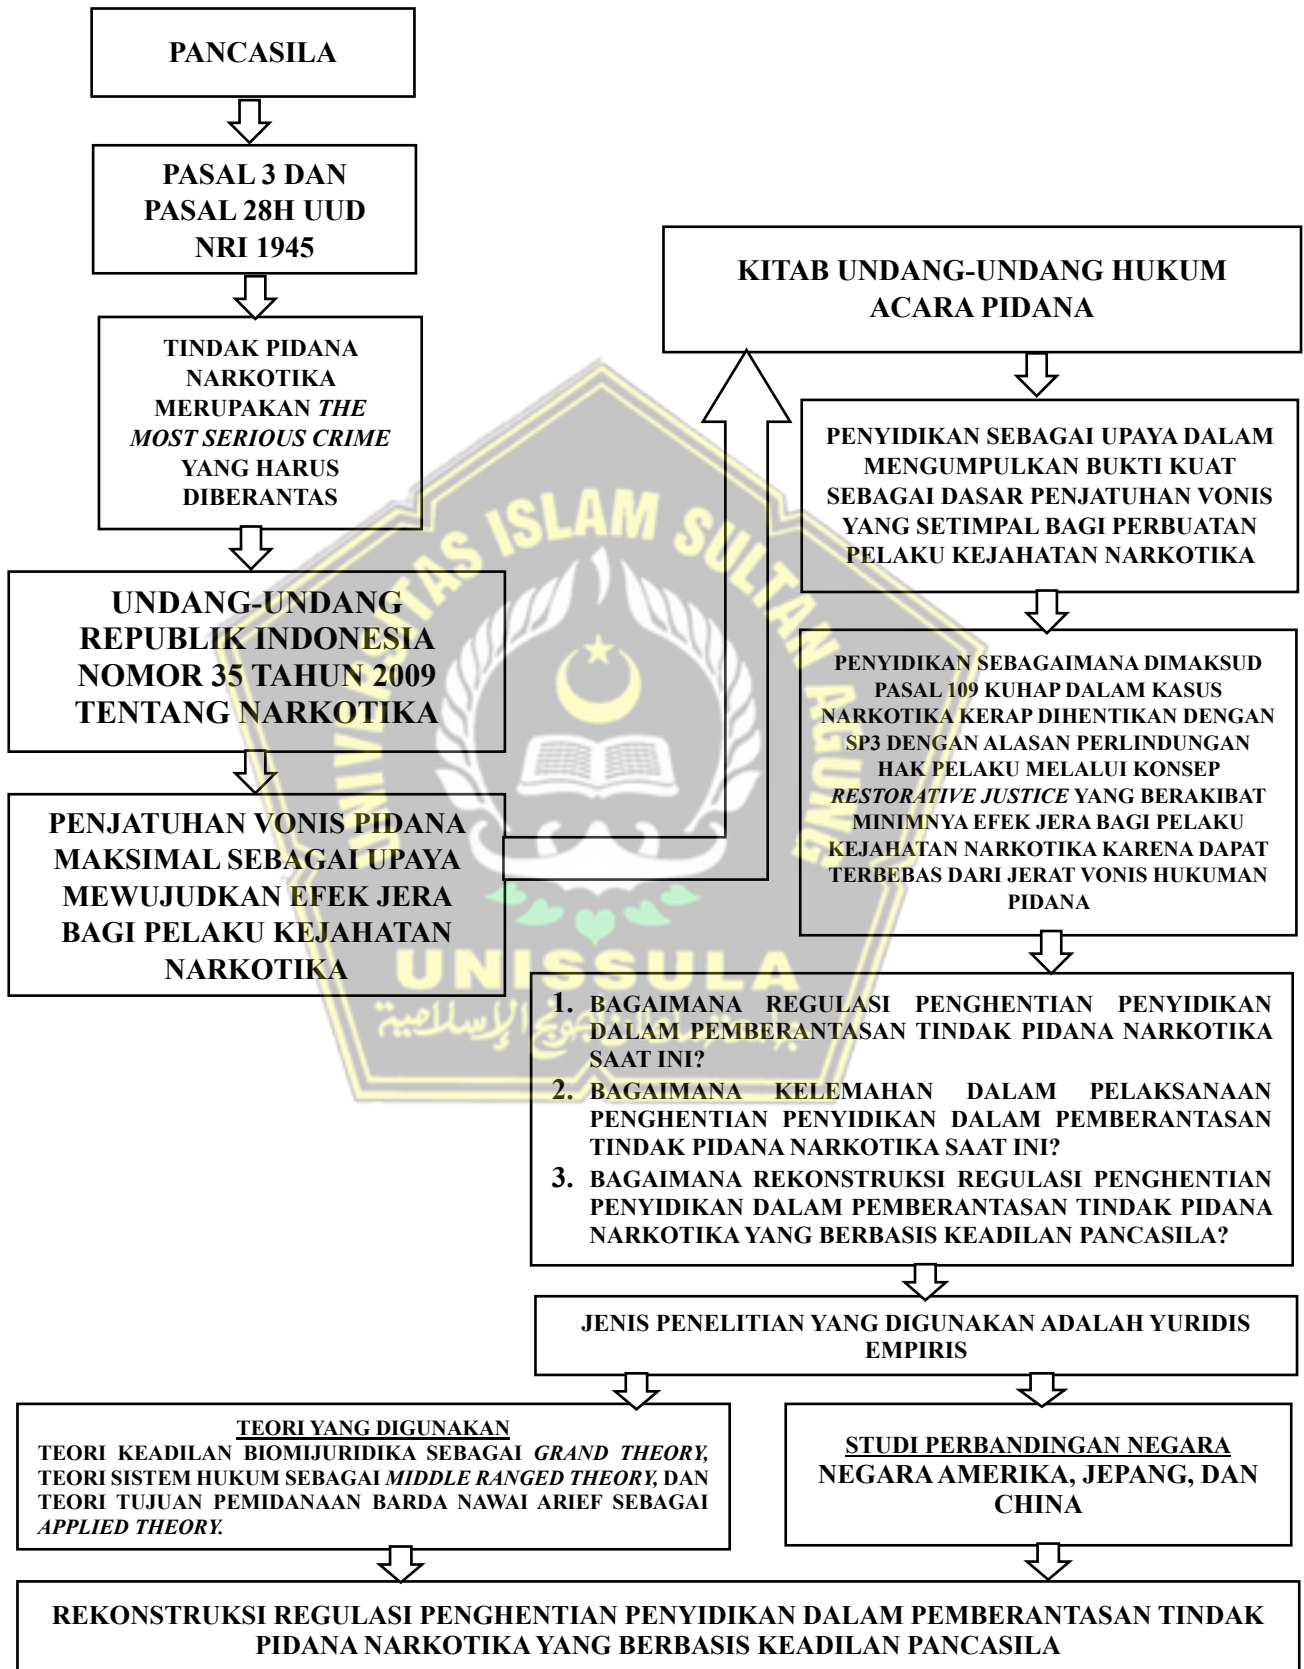 PANCASILA
PASAL 3 DAN
PASAL 28H UUD
NRI 1945
TINDAK PIDANA
NARKOTIKA
MERUPAKAN THE
MOST SERIOUS CRIME
YANG HARUS
DIBERANTAS
UNDANG-UNDANG
REPUBLIK INDONESIA
NOMOR 35 TAHUN 2009
TENTANG NARKOTIKA
PENJATUHAN VONIS PIDANA
MAKSIMAL SEBAGAI UPAYA
MEWUJUDKAN EFEK JERA
BAGI PELAKU KEJAHATAN
NARKOTIKA
KITAB UNDANG-UNDANG HUKUM
ACARA PIDANA
PENYIDIKAN SEBAGAI UPAYA DALAM
MENGUMPULKAN BUKTI KUAT
SEBAGAI DASAR PENJATUHAN VONIS
YANG SETIMPAL BAGI PERBUATAN
PELAKU KEJAHATAN NARKOTIKA
PENYIDIKAN SEBAGAIMANA DIMAKSUD
PASAL 109 KUHAP DALAM KASUS
NARKOTIKA KERAP DIHENTIKAN DENGAN
SP3 DENGAN ALASAN PERLINDUNGAN
HAK PELAKU MELALUI KONSEP
RESTORATIVE JUSTICE YANG BERAKIBAT
MINIMNYA EFEK JERA BAGI PELAKU
KEJAHATAN NARKOTIKA KARENA DAPAT
TERBEBAS DARI JERAT VONIS HUKUMAN
PIDANA
UNIVERSITAS ISLAM SULTAN AGUNG
UNISSULA
1. BAGAIMANA REGULASI PENGHENTIAN PENYIDIKAN
DALAM PEMBERANTASAN TINDAK PIDANA NARKOTIKA
SAAT INI?
2. BAGAIMANA KELEMAHAN DALAM PELAKSANAAN
PENGHENTIAN PENYIDIKAN DALAM PEMBERANTASAN
TINDAK PIDANA NARKOTIKA SAAT INI?
3. BAGAIMANA REKONSTRUKSI REGULASI PENGHENTIAN
PENYIDIKAN DALAM PEMBERANTASAN TINDAK PIDANA
NARKOTIKA YANG BERBASIS KEADILAN PANCASILA?
JENIS PENELITIAN YANG DIGUNAKAN ADALAH YURIDIS
EMPIRIS
TEORI YANG DIGUNAKAN
TEORI KEADILAN BIOMIJURIDIKA SEBAGAI GRAND THEORY,
TEORI SISTEM HUKUM SEBAGAI MIDDLE RANGED THEORY, DAN
TEORI TUJUAN PEMIDANAAN BARDA NAWAI ARIEF SEBAGAI
APPLIED THEORY.
STUDI PERBANDINGAN NEGARA
NEGARA AMERIKA, JEPANG, DAN
CHINA
REKONSTRUKSI REGULASI PENGHENTIAN PENYIDIKAN DALAM PEMBERANTASAN TINDAK
PIDANA NARKOTIKA YANG BERBASIS KEADILAN PANCASILA